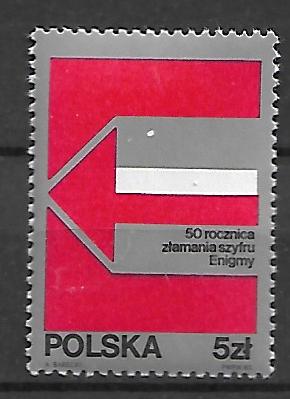 50 rocznica
złamania szyfru
Enigmy
POLSKA 5zł